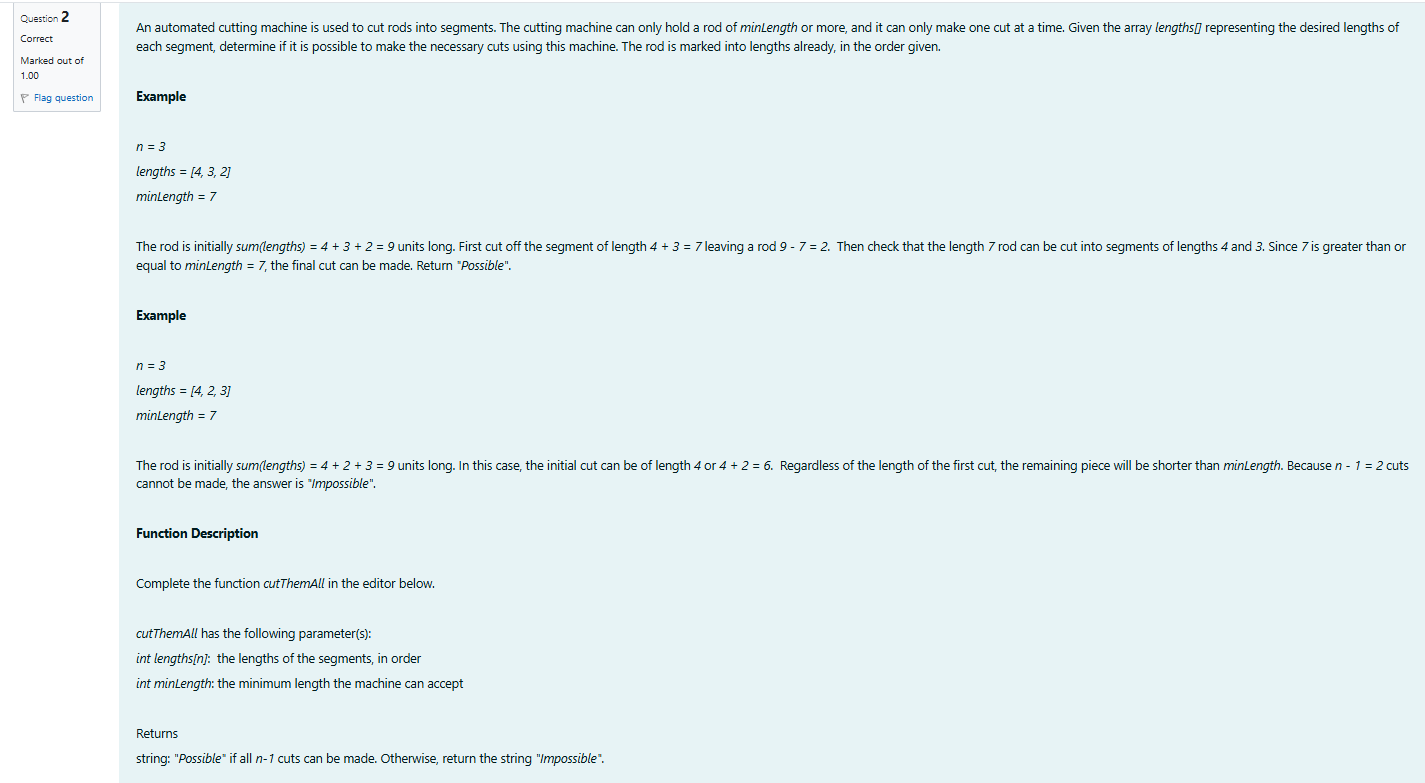 Question 2
Correct
Marked out of
1.00
Flag question
An automated cutting machine is used to cut rods into segments. The cutting machine can only hold a rod of minLength or more, and it can only make one cut at a time. Given the array lengths[] representing the desired lengths of
each segment, determine if it is possible to make the necessary cuts using this machine. The rod is marked into lengths already, in the order given.
Example
n = 3
lengths = [4, 3, 2]
minLength = 7
The rod is initially sum(lengths) = 4 + 3 + 2 = 9 units long. First cut off the segment of length 4 + 3 = 7 leaving a rod 9 - 7 = 2. Then check that the length 7 rod can be cut into segments of lengths 4 and 3. Since 7 is greater than or
equal to minLength = 7, the final cut can be made. Return "Possible".
Example
n = 3
lengths = [4, 2, 3]
minLength = 7
The rod is initially sum(lengths) = 4 + 2 + 3 = 9 units long. In this case, the initial cut can be of length 4 or 4 + 2 = 6. Regardless of the length of the first cut, the remaining piece will be shorter than minLength. Because n - 1 = 2 cuts
cannot be made, the answer is "Impossible".
Function Description
Complete the function cutThemAll in the editor below.
cutThemAll has the following parameter(s):
int lengths[n]: the lengths of the segments, in order
int minLength: the minimum length the machine can accept
Returns
string: "Possible" if all n-1 cuts can be made. Otherwise, return the string "Impossible".